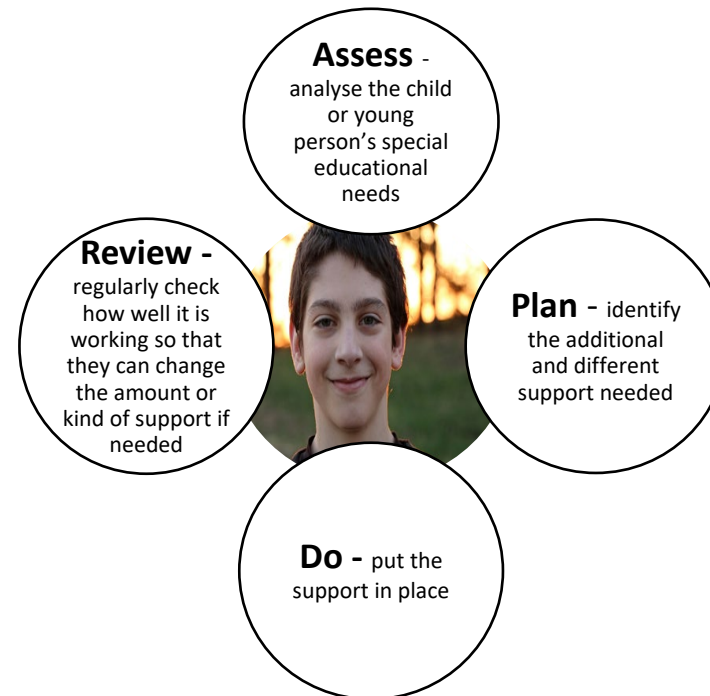 Assess -
analyse the child
or young
person’s special
educational
needs
Plan - identify
the additional
and different
support needed
Do - put the
support in place
Review -
regularly check
how well it is
working so that
they can change
the amount or
kind of support if
needed